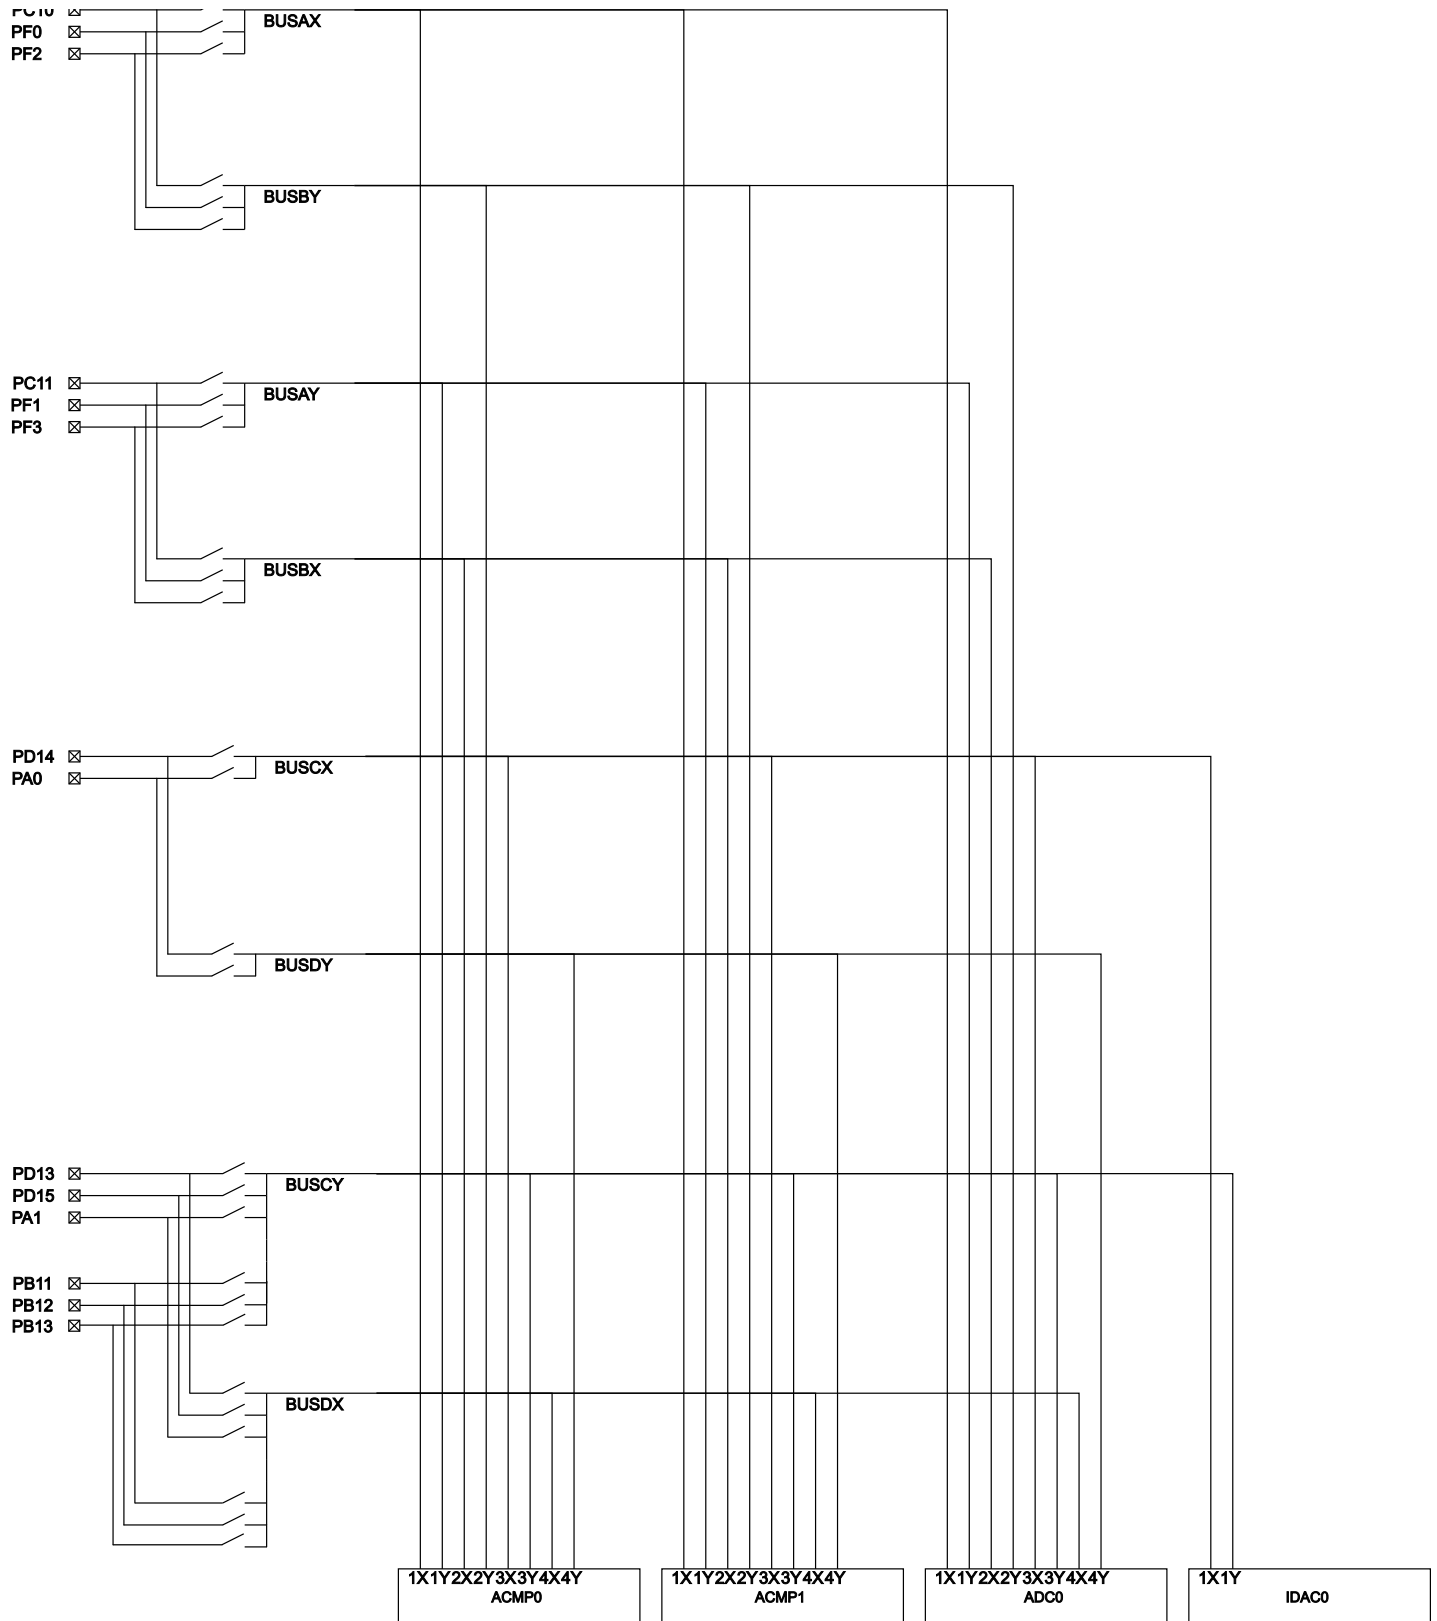 PC10
BUSAX
PF0
PF2
BUSBY
PC11
BUSAY
PF1
PF3
BUSBX
PD14
BUSCX
PA0
BUSDY
PD13
BUSCY
PD15
PA1
PB11
PB12
PB13
BUSDX
1X1Y2X2Y3X3Y4X4Y
ACMP0
1X1Y2X2Y3X3Y4X4Y
ACMP1
1X1Y2X2Y3X3Y4X4Y
ADC0
1X1Y
IDAC0